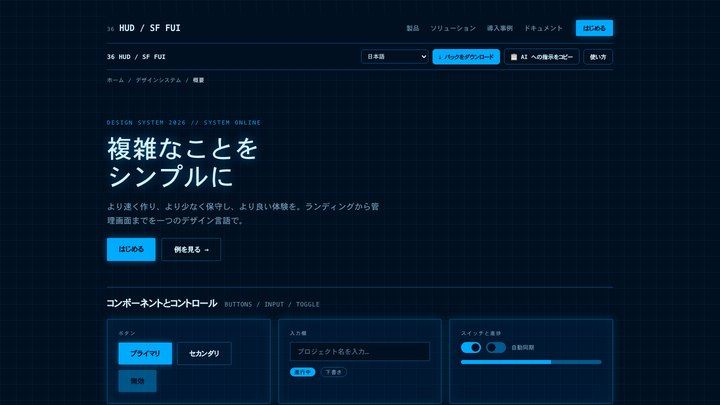 36 HUD / SF FUI
製品 ソリューション 導入事例 ドキュメント はじめる
36 HUD / SF FUI
日本語 ↓ パックをダウンロード 📋 AI への指示をコピー 使い方
ホーム / デザインシステム / 概要
DESIGN SYSTEM 2026 // SYSTEM ONLINE
複雑なことを
シンプルに
より速く作り、より少なく保守し、より良い体験を。ランディングから管
理画面までを一つのデザイン言語で。
はじめる 例を見る →
コンポーネントとコントロール BUTTONS / INPUT / TOGGLE
ボタン
プライマリ セカンダリ
無効
入力欄
プロジェクト名を入力…
進行中 下書き
スイッチと進捗
自動同期